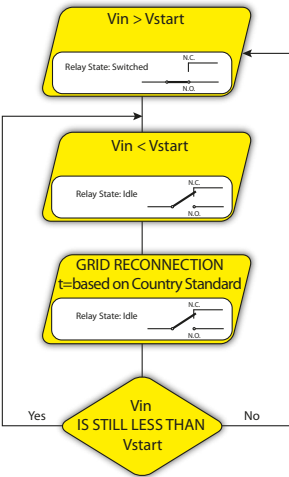 Vin > Vstart
N.C.
Relay State: Switched
N.O.
Vin < Vstart
N.C.
Relay State: Idle
N.O.
GRID RECONNECTION
t=based on Country Standard
N.C.
Relay State: Idle
N.O.
Yes
Vin
No
IS STILL LESS THAN
Vstart